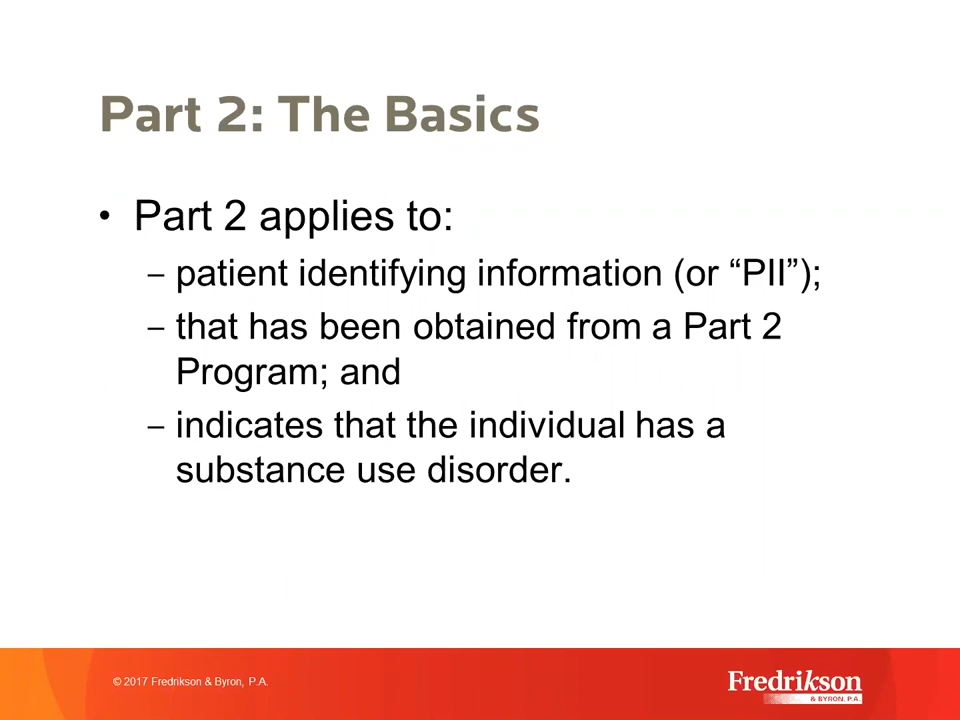 Part 2: The Basics
• Part 2 applies to:
– patient identifying information (or “PII”);
– that has been obtained from a Part 2
Program; and
– indicates that the individual has a
substance use disorder.
© 2017 Fredrikson & Byron, P.A.
Fredrikson
& BYRON, P.A.